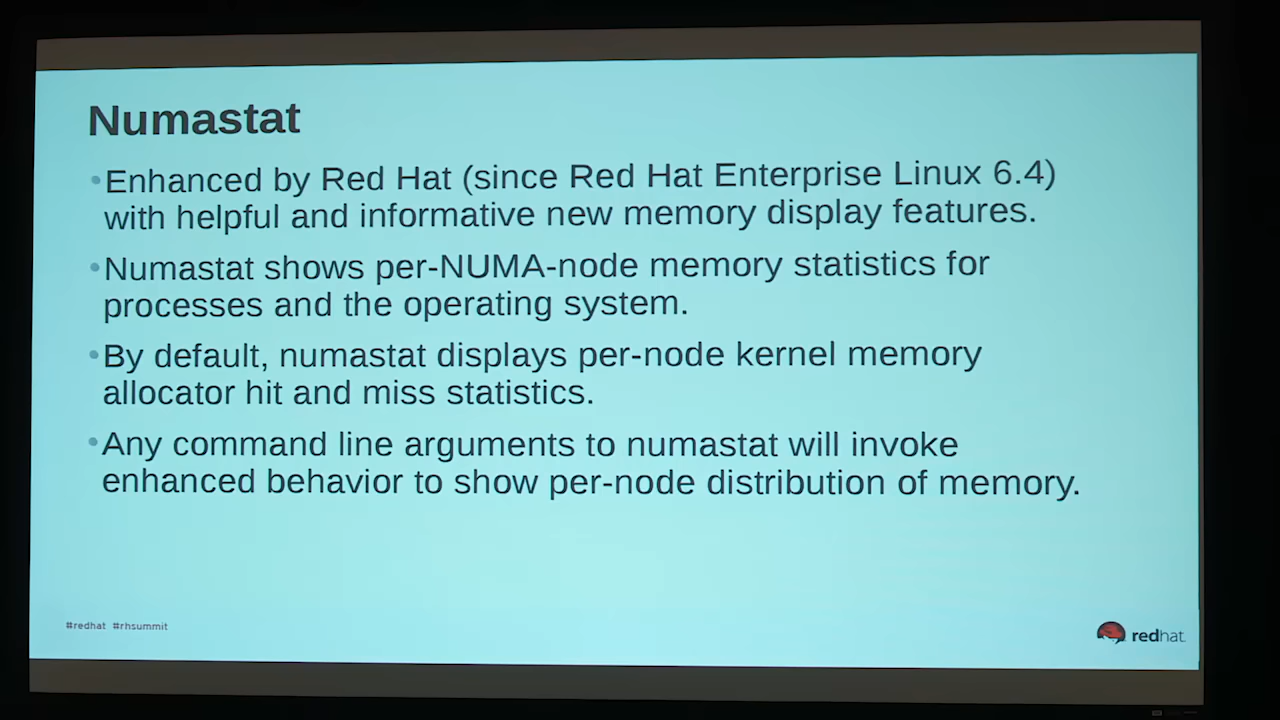 Numastat
•Enhanced by Red Hat (since Red Hat Enterprise Linux 6.4)
with helpful and informative new memory display features.
•Numastat shows per-NUMA-node memory statistics for
processes and the operating system.
•By default, numastat displays per-node kernel memory
allocator hit and miss statistics.
•Any command line arguments to numastat will invoke
enhanced behavior to show per-node distribution of memory.
#redhat #rhsummit
redhat.